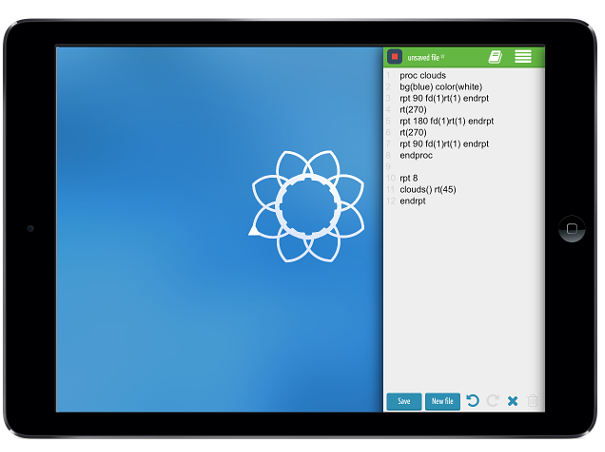 unsaved file
1 proc clouds
2 bg(blue) color(white)
3 rpt 90 fd(1)rt(1) endrpt
4 rt(270)
5 rpt 180 fd(1)rt(1) endrpt
6 rt(270)
7 rpt 90 fd(1)rt(1) endrpt
8 endproc
9
10 rpt 8
11 clouds() rt(45)
12 endrpt
Save New file